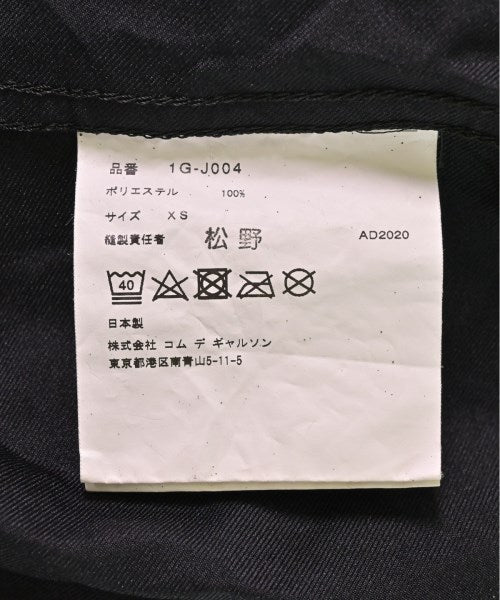 品番 1G-J004
ポリエステル 100%
サイズ XS
縫製責任者 松野 AD2020
40
日本製
株式会社 コム デ ギャルソン
東京都港区南青山5-11-5